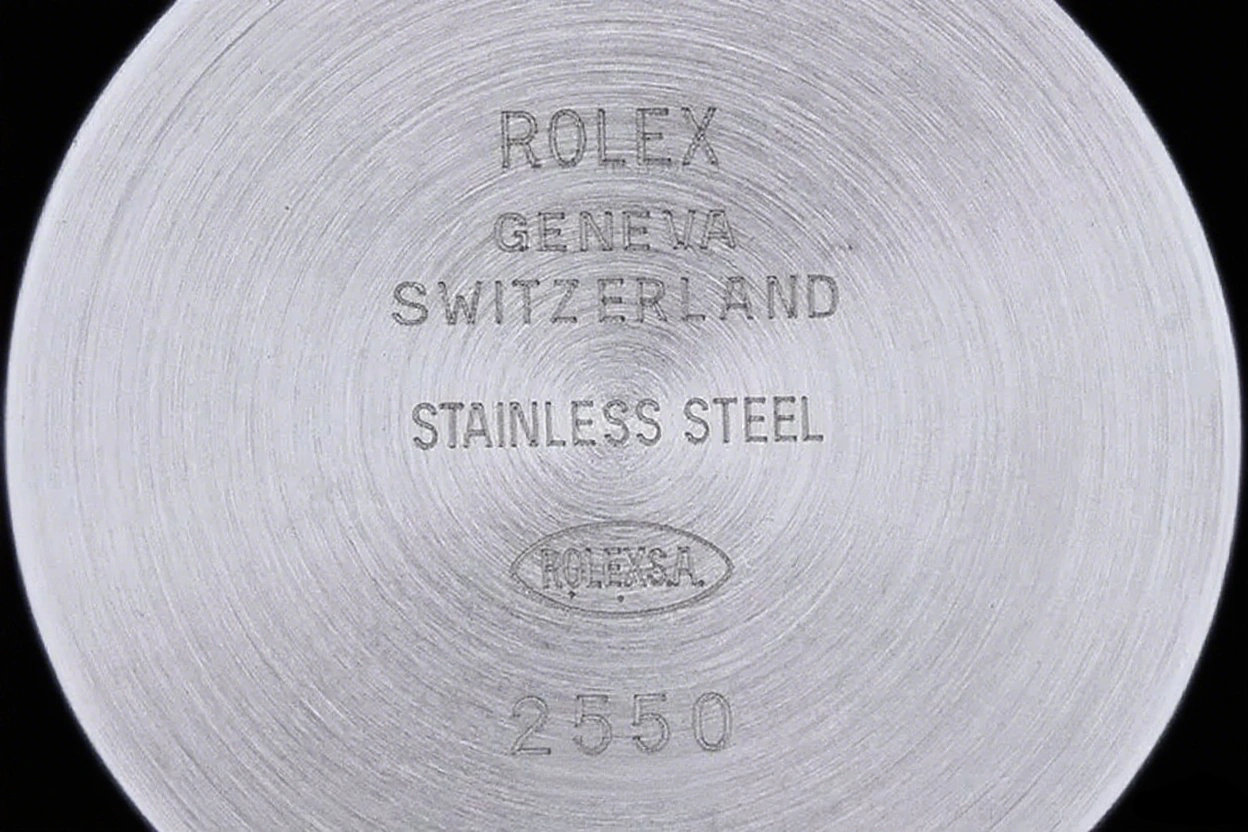 ROLEX
GENEVA
SWITZERLAND
STAINLESS STEEL
ROLEX S.A.
2550